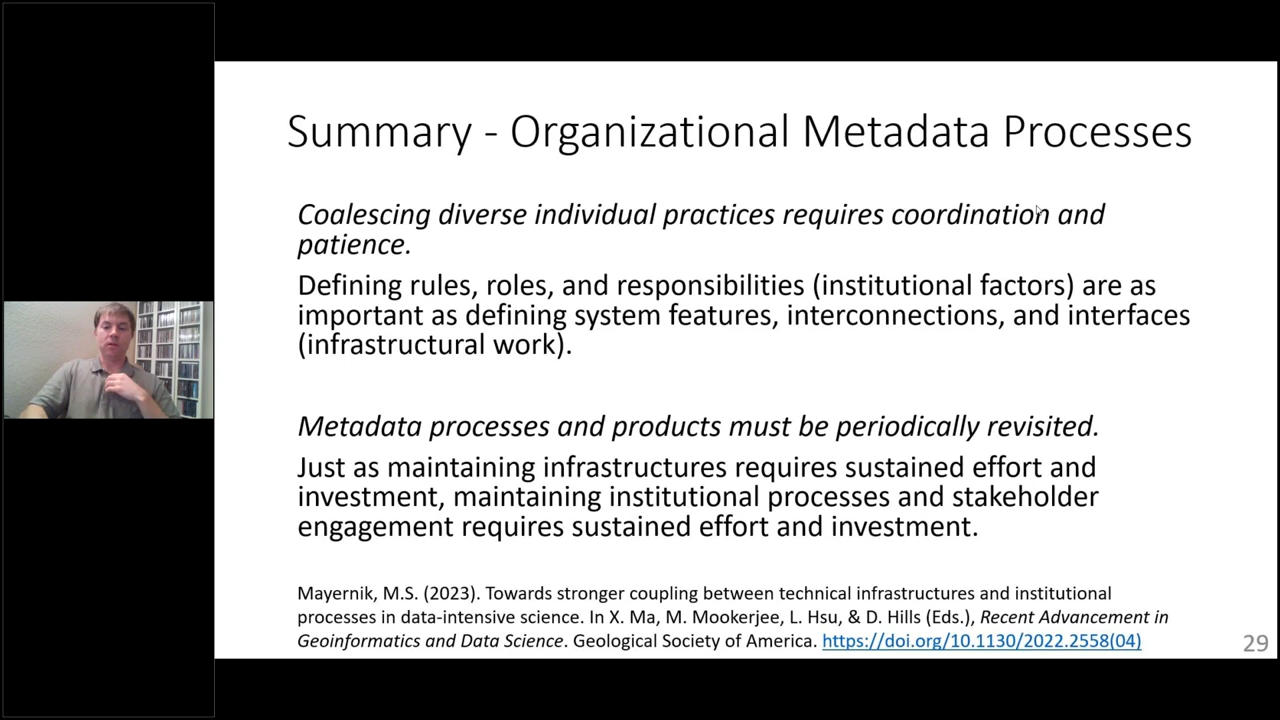 Summary - Organizational Metadata Processes
Coalescing diverse individual practices requires coordination and
patience.
Defining rules, roles, and responsibilities (institutional factors) are as
important as defining system features, interconnections, and interfaces
(infrastructural work).
Metadata processes and products must be periodically revisited.
Just as maintaining infrastructures requires sustained effort and
investment, maintaining institutional processes and stakeholder
engagement requires sustained effort and investment.
Mayernik, M.S. (2023). Towards stronger coupling between technical infrastructures and institutional
processes in data-intensive science. In X. Ma, M. Mookerjee, L. Hsu, & D. Hills (Eds.), Recent Advancement in
Geoinformatics and Data Science. Geological Society of America. https://doi.org/10.1130/2022.2558(04)
29